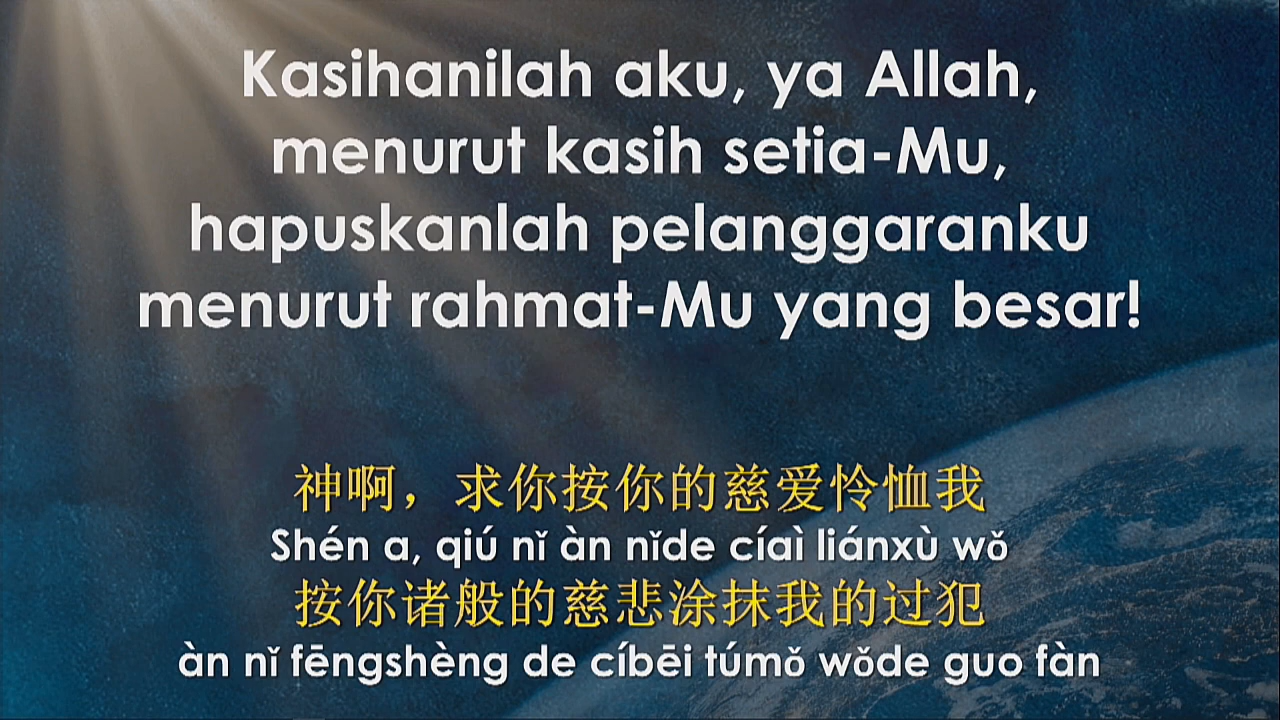 Kasihanilah aku, ya Allah,
menurut kasih setia-Mu,
hapuskanlah pelanggaranku
menurut rahmat-Mu yang besar!
神啊，求你按你的慈爱怜恤我
Shén a, qiú nǐ àn nǐde cíaì liánxù wǒ
按你诸般的慈悲涂抹我的过犯
àn nǐ fēngshèng de cíbēi túmǒ wǒde guo fàn